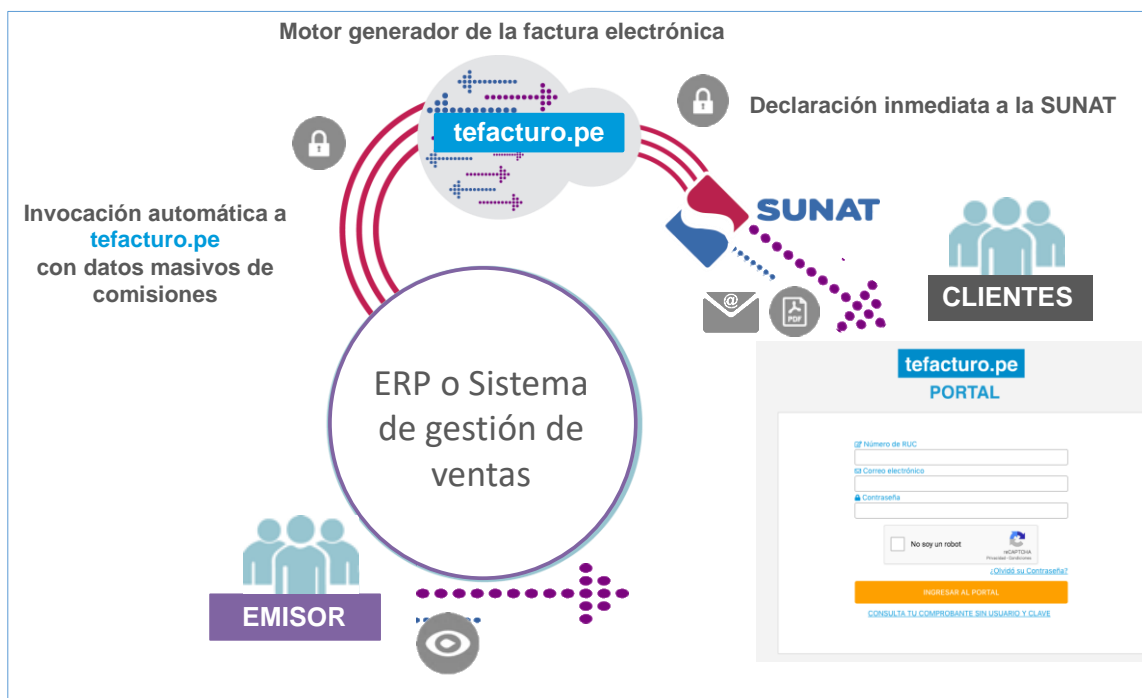 Motor generador de la factura electrónica
tefacturo.pe
Declaración inmediata a la SUNAT
Invocación automática a
tefacturo.pe
con datos masivos de
comisiones
SUNAT
@
PDF
CLIENTES
ERP o Sistema
de gestión de
ventas
EMISOR
tefacturo.pe
PORTAL
Número de RUC
Correo electrónico
Contraseña
No soy un robot
reCAPTCHA
Privacidad - Condiciones
¿Olvidó su Contraseña?
INGRESAR AL PORTAL
CONSULTA TU COMPROBANTE SIN USUARIO Y CLAVE